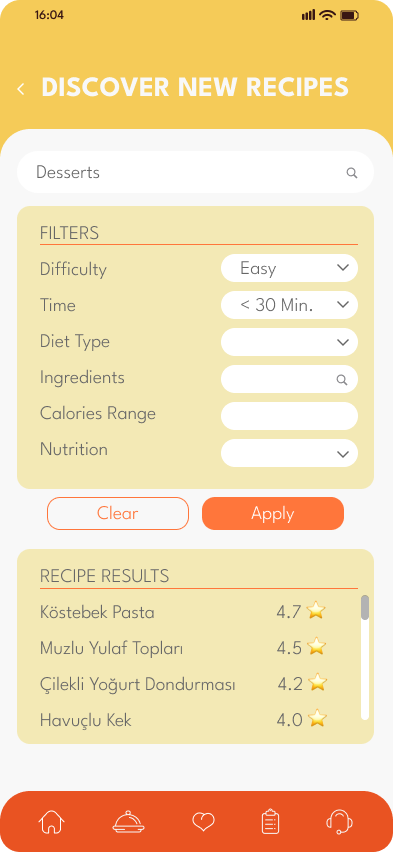 16:04
DISCOVER NEW RECIPES
Desserts
FILTERS
Difficulty Easy
Time < 30 Min.
Diet Type
Ingredients
Calories Range
Nutrition
Clear Apply
RECIPE RESULTS
Köstebek Pasta 4.7
Muzlu Yulaf Topları 4.5
Çilekli Yoğurt Dondurması 4.2
Havuçlu Kek 4.0